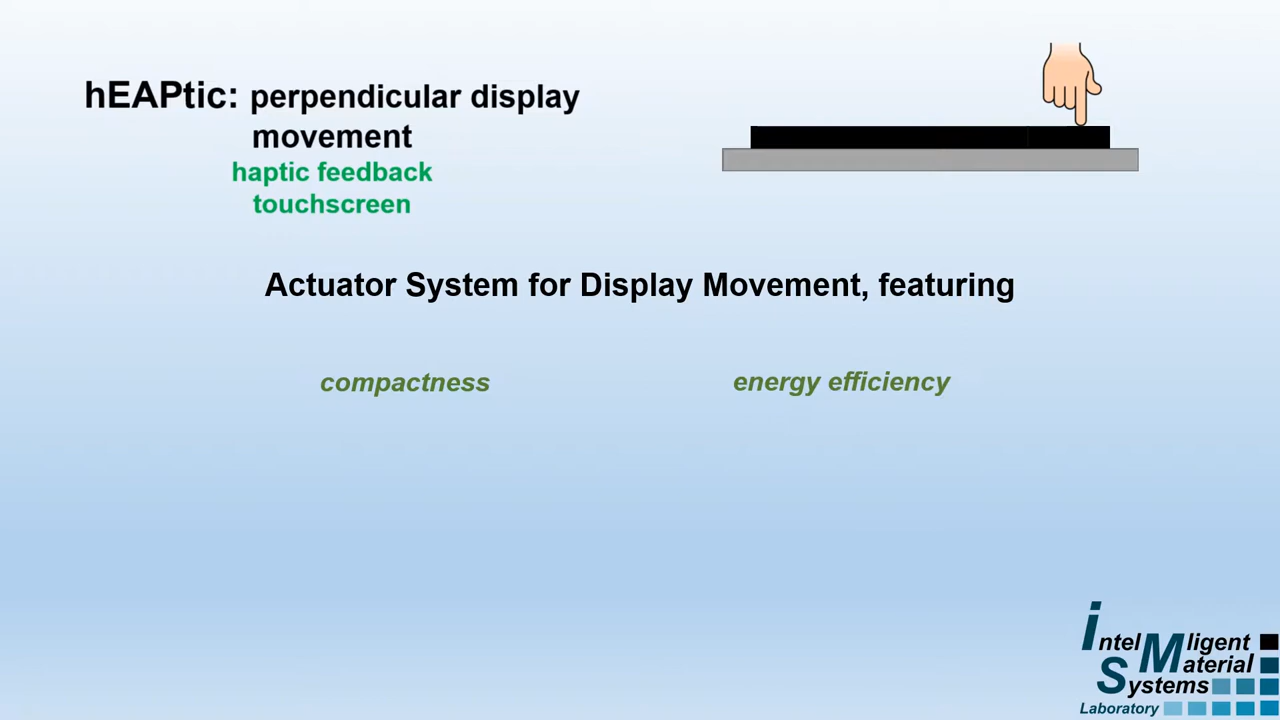 hEAPtic: perpendicular display
movement
haptic feedback
touchscreen
Actuator System for Display Movement, featuring
compactness
energy efficiency
intelMligent
Material
Systems
Laboratory